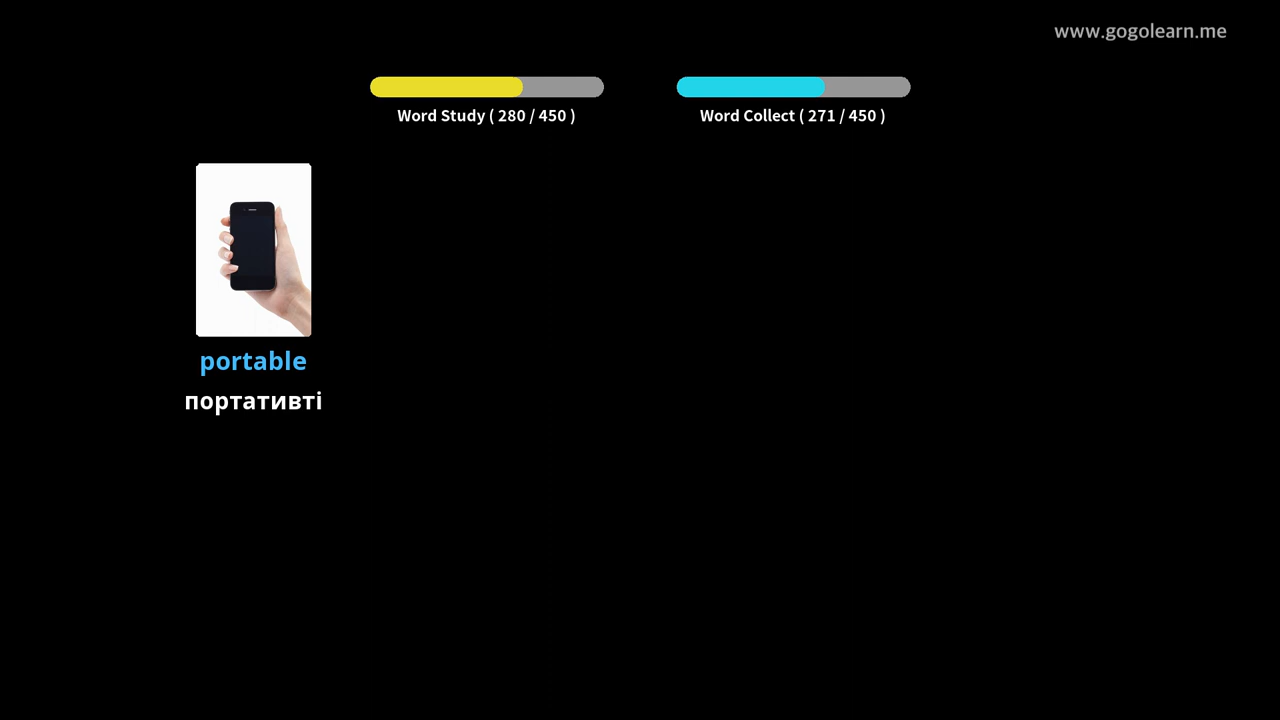 www.gogolearn.me
Word Study ( 280 / 450 )
Word Collect ( 271 / 450 )
portable
портативті